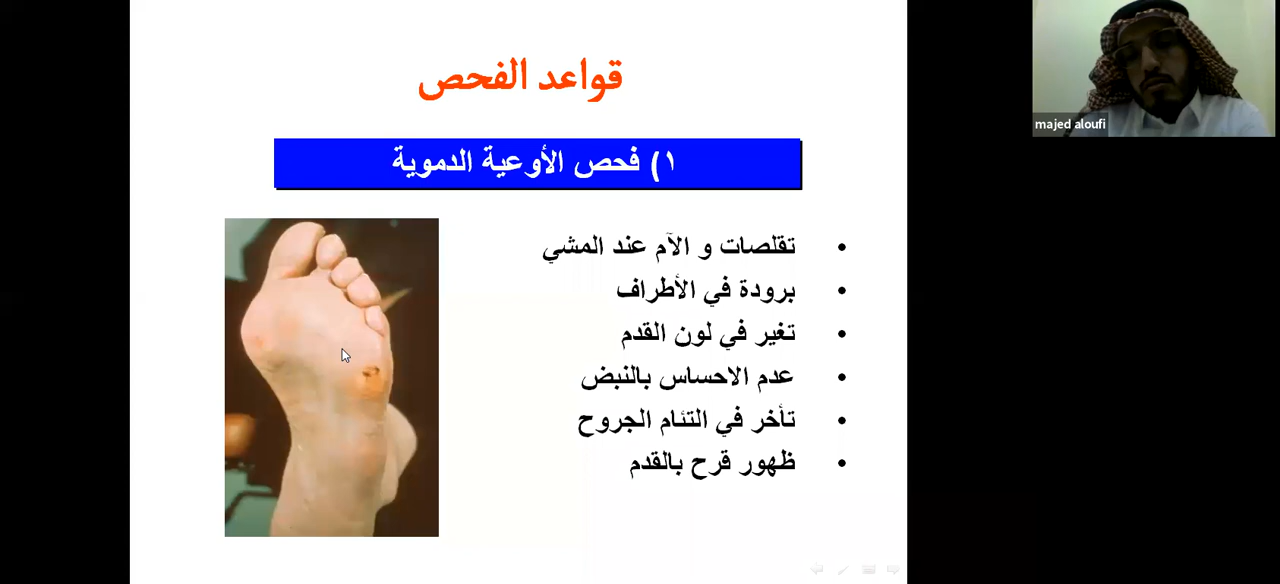 قواعد الفحص
١) فحص الأوعية الدموية
• تقلصات و الآم عند المشي
• برودة في الأطراف
• تغير في لون القدم
• عدم الاحساس بالنبض
• تأخر في التئام الجروح
• ظهور قرح بالقدم
majed aloufi